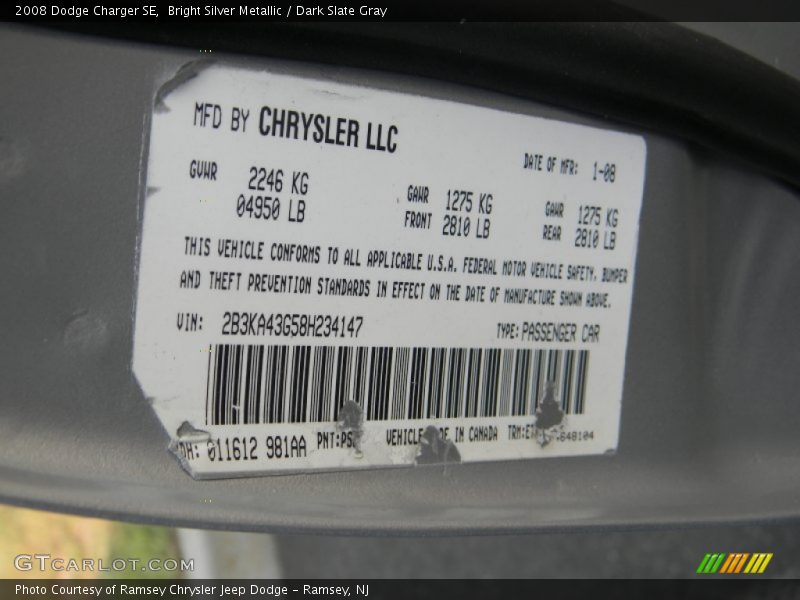 2008 Dodge Charger SE,  Bright Silver Metallic / Dark Slate Gray
MFD BY CHRYSLER LLC
DATE OF MFR: 1-08
GVWR 2246 KG
04950 LB
GAWR 1275 KG
FRONT 2810 LB
GAWR 1275 KG
REAR 2810 LB
THIS VEHICLE CONFORMS TO ALL APPLICABLE U.S.A. FEDERAL MOTOR VEHICLE SAFETY, BUMPER
AND THEFT PREVENTION STANDARDS IN EFFECT ON THE DATE OF MANUFACTURE SHOWN ABOVE.
VIN: 2B3KA43G58H234147
TYPE: PASSENGER CAR
011612 981AA PNT: VEHICLE IN CANADA TRM:
GTCARLOT.COM
Photo Courtesy of Ramsey Chrysler Jeep Dodge – Ramsey, NJ